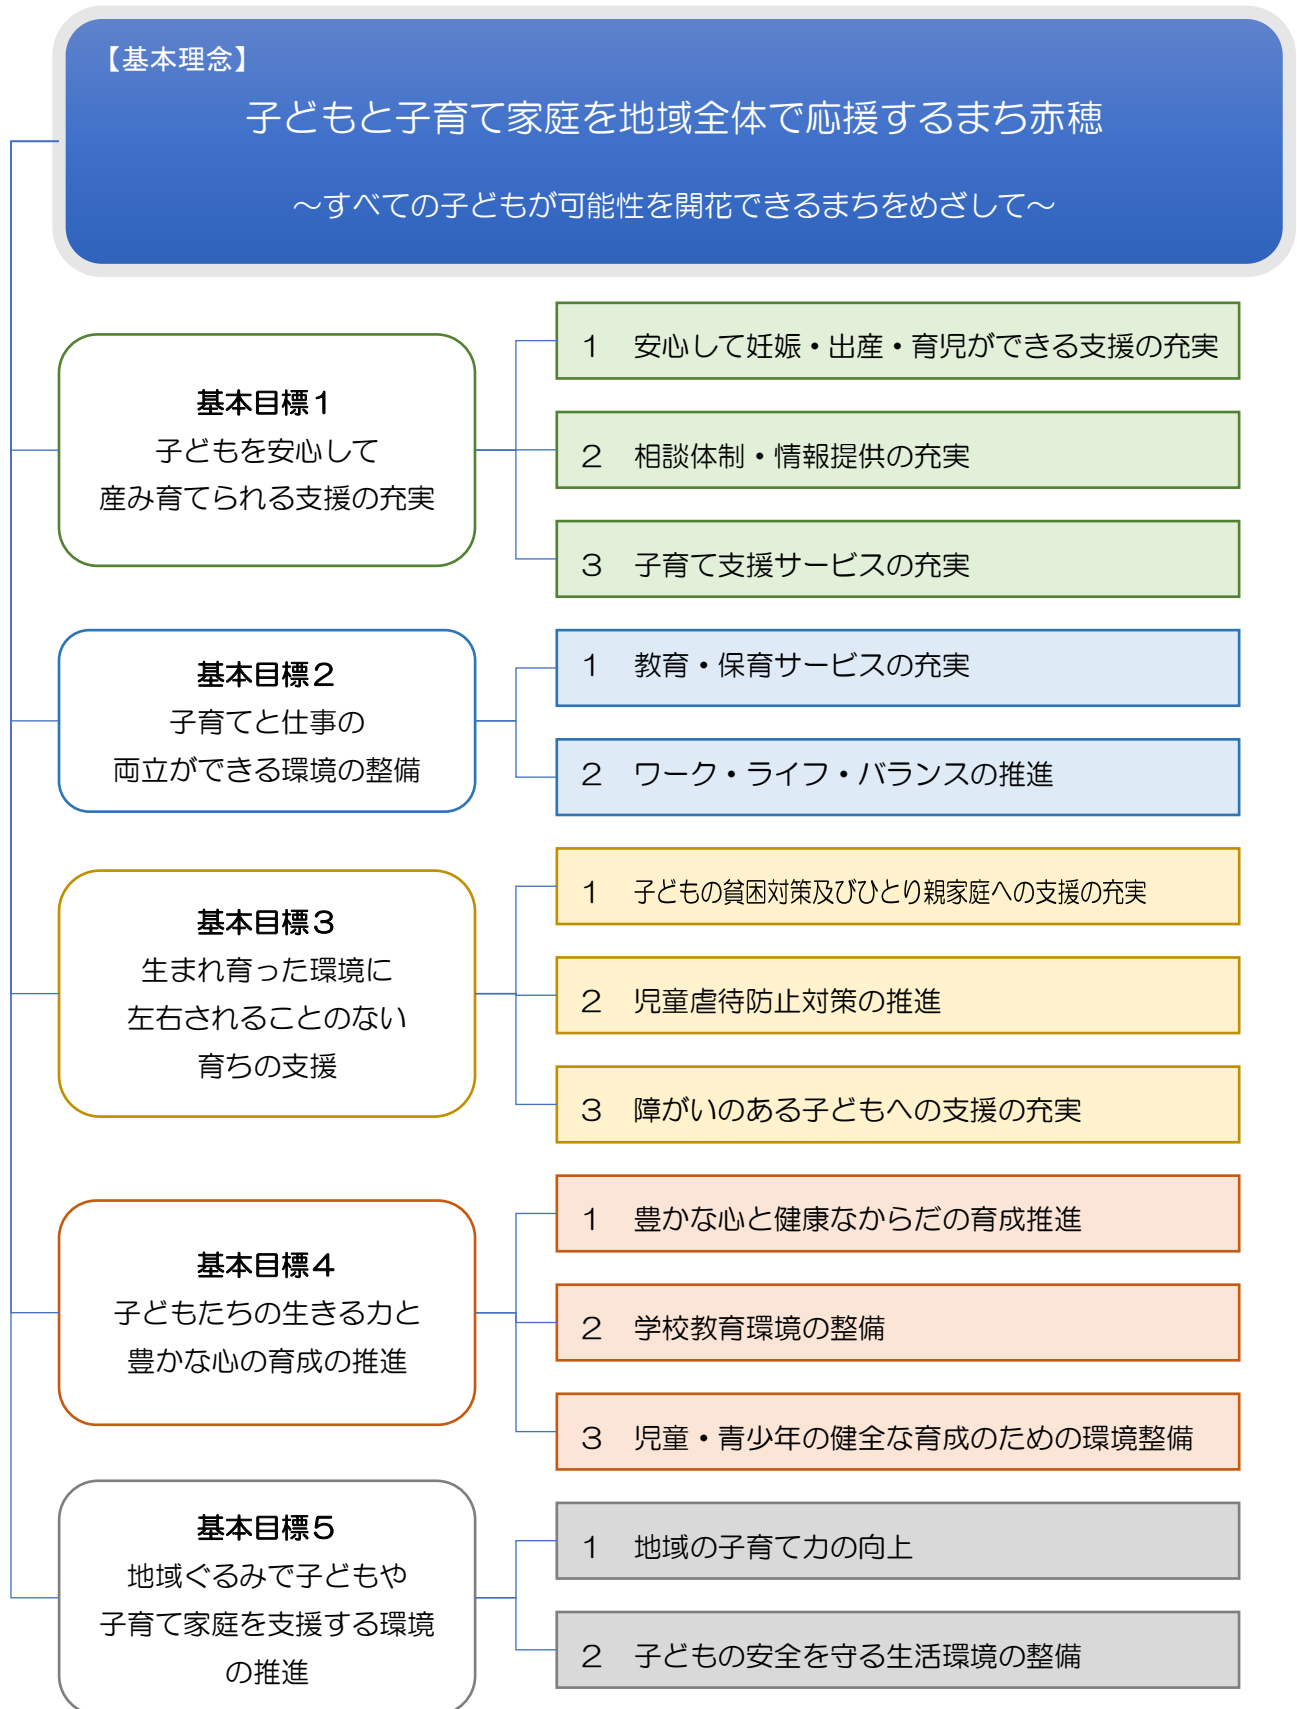 【基本理念】
子どもと子育て家庭を地域全体で応援するまち赤穂
～すべての子どもが可能性を開花できるまちをめざして～
基本目標１
子どもを安心して
産み育てられる支援の充実
１　安心して妊娠・出産・育児ができる支援の充実
２　相談体制・情報提供の充実
３　子育て支援サービスの充実
基本目標２
子育てと仕事の
両立ができる環境の整備
１　教育・保育サービスの充実
２　ワーク・ライフ・バランスの推進
基本目標３
生まれ育った環境に
左右されることのない
育ちの支援
１　子どもの貧困対策及びひとり親家庭への支援の充実
２　児童虐待防止対策の推進
３　障がいのある子どもへの支援の充実
基本目標４
子どもたちの生きる力と
豊かな心の育成の推進
１　豊かな心と健康なからだの育成推進
２　学校教育環境の整備
３　児童・青少年の健全な育成のための環境整備
基本目標５
地域ぐるみで子どもや
子育て家庭を支援する環境
の推進
１　地域の子育て力の向上
２　子どもの安全を守る生活環境の整備